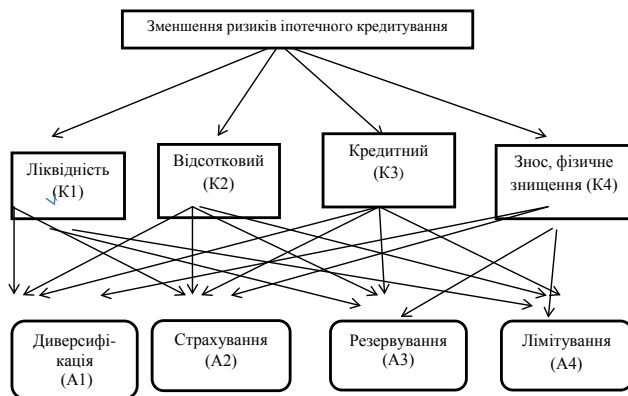 Зменшення ризиків іпотечного кредитування
Ліквідність
(К1)
Відсотковий
(К2)
Кредитний
(К3)
Знос, фізичне
знищення (К4)
Диверсифі-
кація
(А1)
Страхування
(А2)
Резервування
(А3)
Лімітування
(А4)